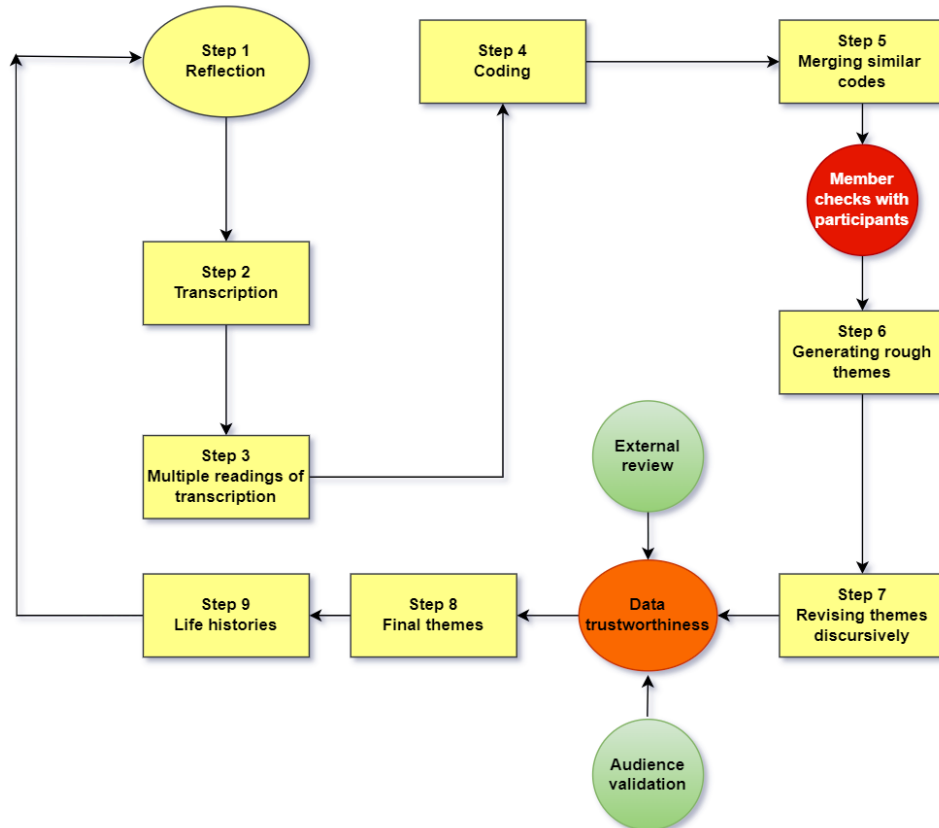 Step 1
Reflection
Step 2
Transcription
Step 3
Multiple readings of
transcription
Step 4
Coding
Step 5
Merging similar
codes
Member
checks with
participants
Step 6
Generating rough
themes
Step 7
Revising themes
discursively
External
review
Data
trustworthiness
Audience
validation
Step 8
Final themes
Step 9
Life histories